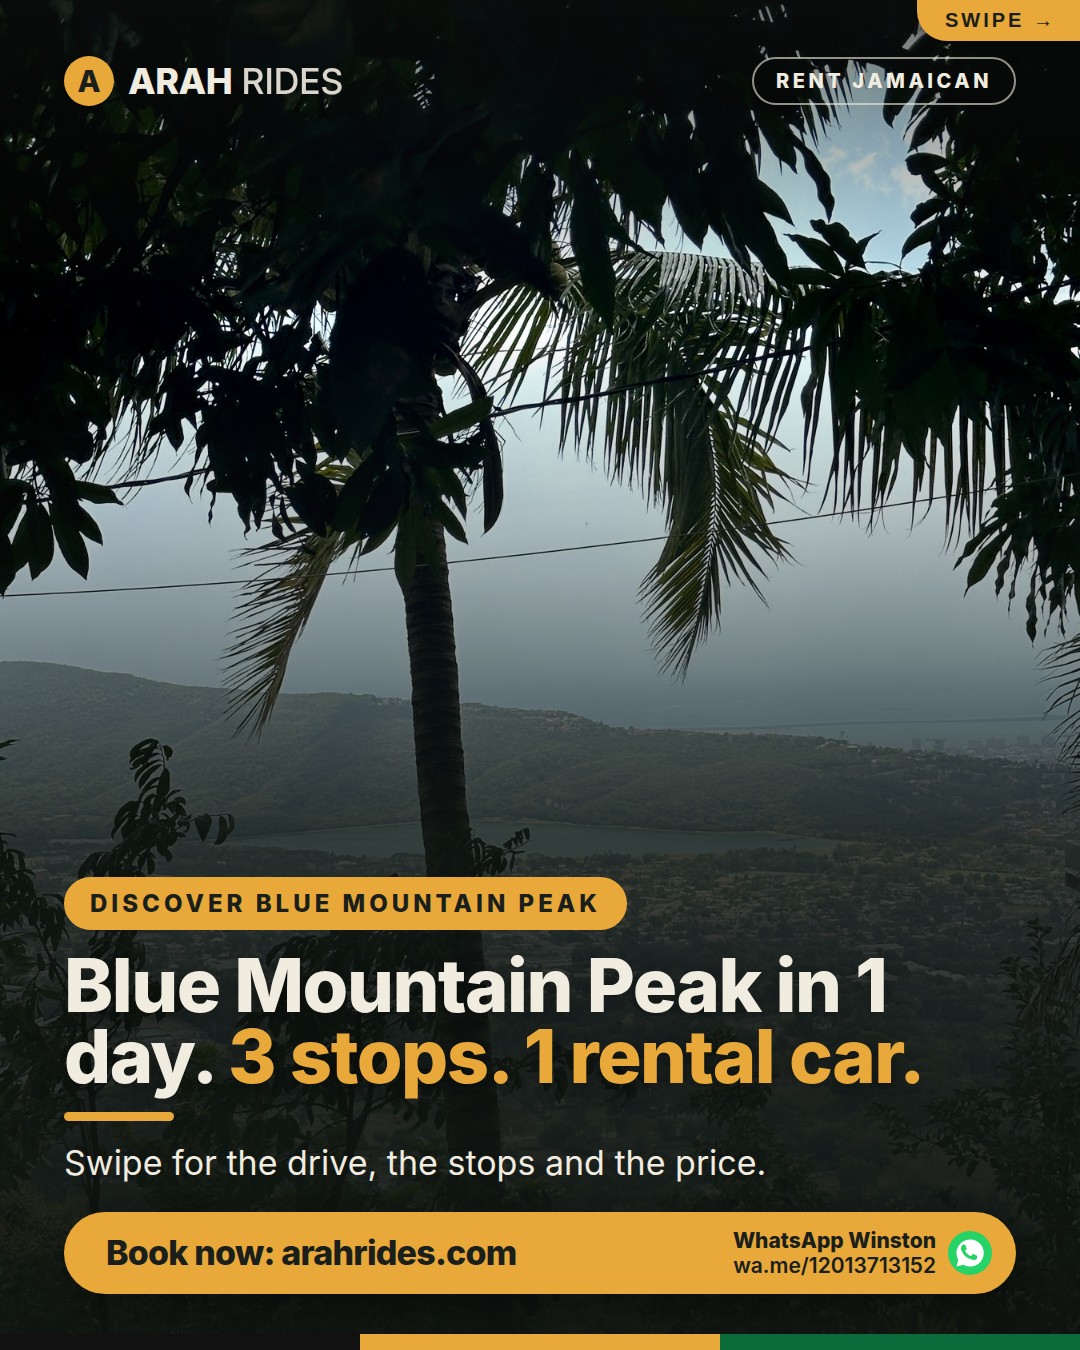 SWIPE →
A ARAH RIDES
RENT JAMAICAN
DISCOVER BLUE MOUNTAIN PEAK
Blue Mountain Peak in 1
day. 3 stops. 1 rental car.
Swipe for the drive, the stops and the price.
Book now: arahrides.com
WhatsApp Winston
wa.me/12013713152